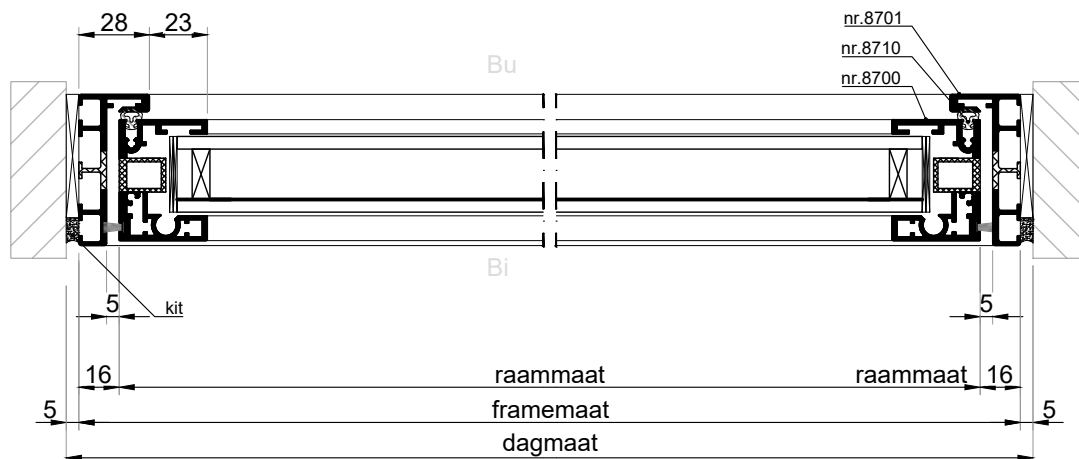 28 23 nr.8701
nr.8710
Bu
nr.8700
Bi
5 kit 5
16 raammaat raammaat 16
5 framemaat 5
dagmaat